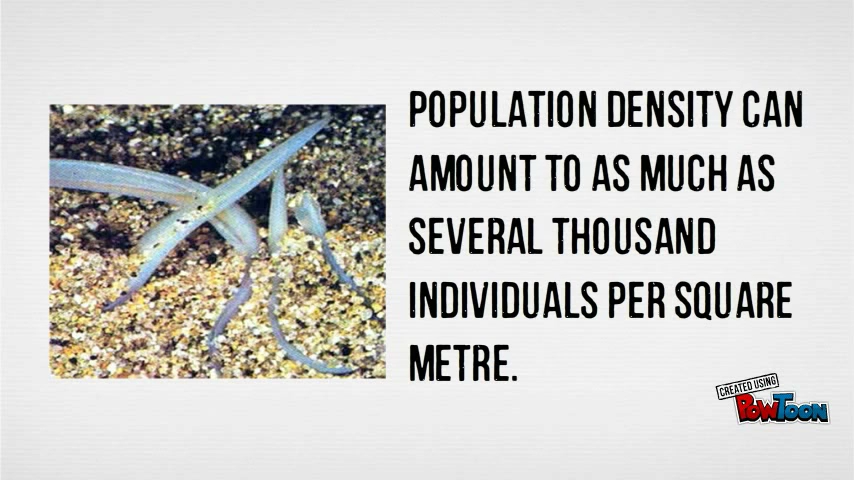 POPULATION DENSITY CAN
AMOUNT TO AS MUCH AS
SEVERAL THOUSAND
INDIVIDUALS PER SQUARE
METRE.
CREATED USING
POWTOON